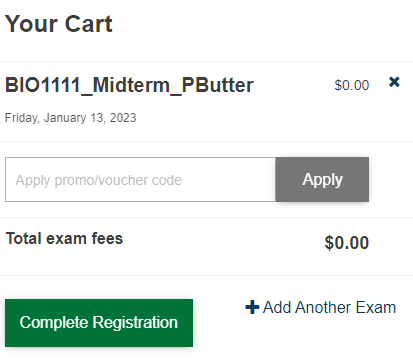 Your Cart
BIO1111_Midterm_PButter $0.00
Friday, January 13, 2023
Apply promo/voucher code Apply
Total exam fees $0.00
Complete Registration Add Another Exam